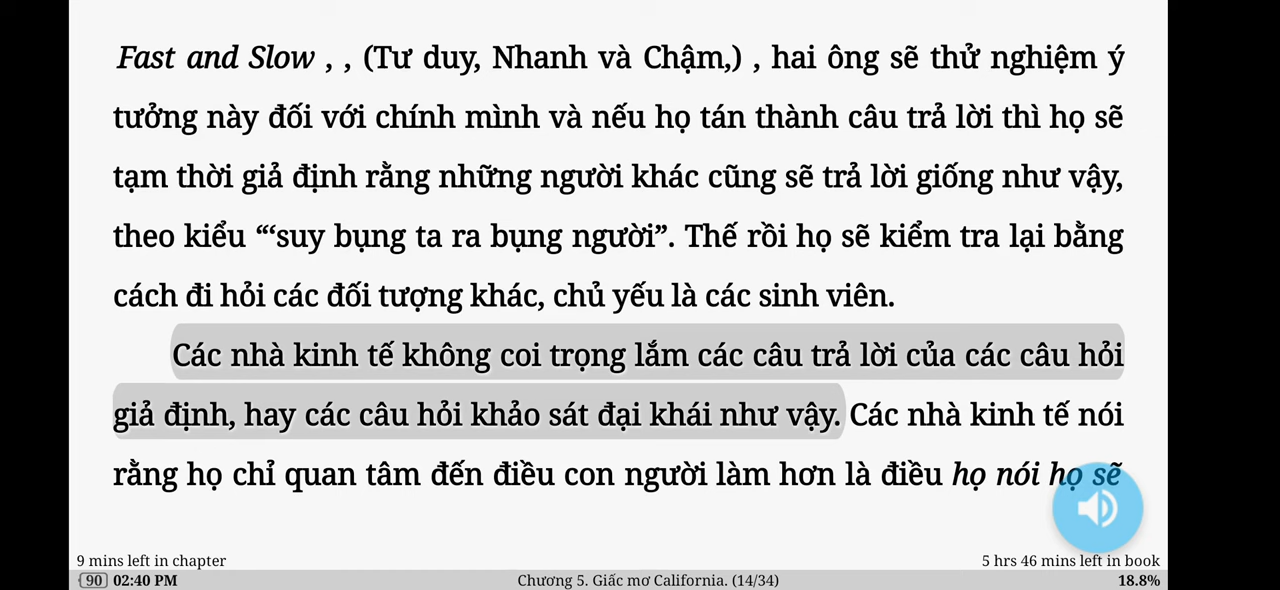 Fast and Slow , , (Tư duy, Nhanh và Chậm,) , hai ông sẽ thử nghiệm ý
tưởng này đối với chính mình và nếu họ tán thành câu trả lời thì họ sẽ
tạm thời giả định rằng những người khác cũng sẽ trả lời giống như vậy,
theo kiểu “‘suy bụng ta ra bụng người”. Thế rồi họ sẽ kiểm tra lại bằng
cách đi hỏi các đối tượng khác, chủ yếu là các sinh viên.
Các nhà kinh tế không coi trọng lắm các câu trả lời của các câu hỏi
giả định, hay các câu hỏi khảo sát đại khái như vậy. Các nhà kinh tế nói
rằng họ chỉ quan tâm đến điều con người làm hơn là điều họ nói họ sẽ
9 mins left in chapter
5 hrs 46 mins left in book
90 02:40 PM
Chương 5. Giấc mơ California. (14/34)
18.8%